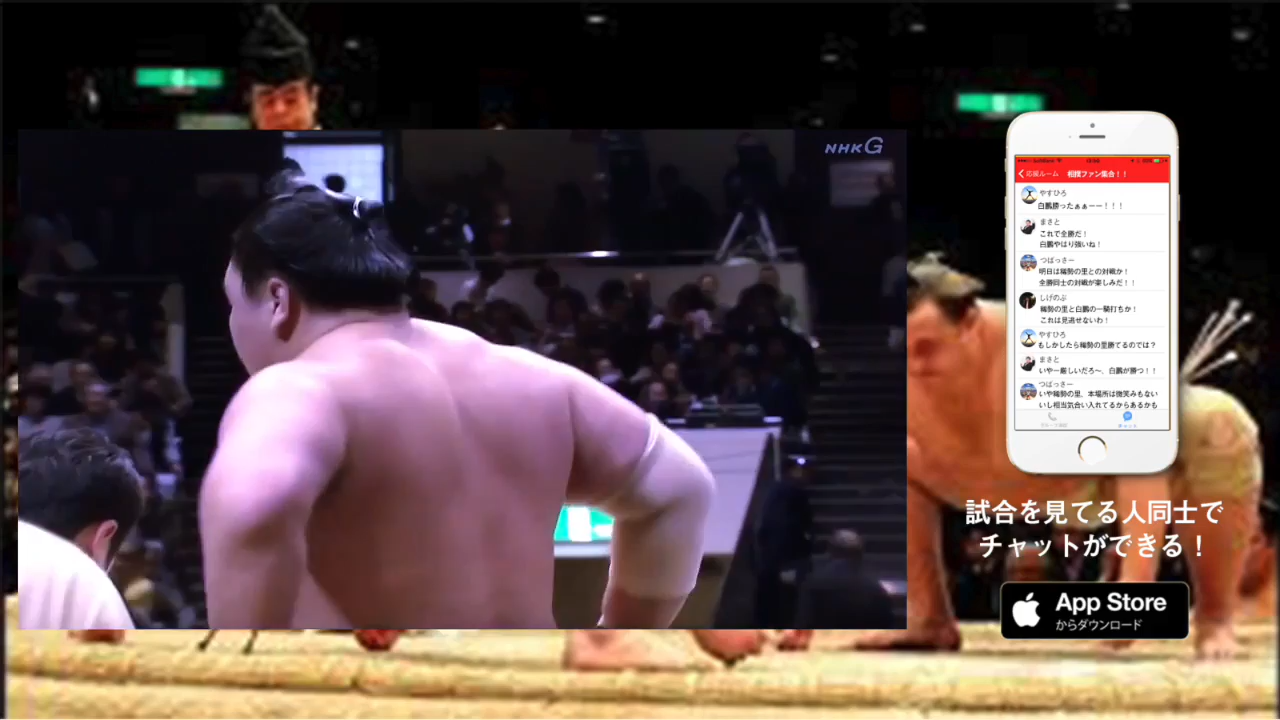 NHK G
応援ルーム 相撲ファン集合！！
やすひろ
白鵬勝ったぁぁーー！！！
まさと
これで全勝だ！
白鵬やはり強いね！
つばっさー
明日は稀勢の里との対戦か！
全勝同士の対戦が楽しみだ！！
しげのぶ
稀勢の里と白鵬の一騎打ちか！
これは見逃せないわ！
やすひろ
もしかしたら稀勢の里勝てるのでは？
まさと
いやー厳しいだろ〜、白鵬が勝つ！！
つばっさー
いや稀勢の里、本場所は微笑みもない
いし相当気合い入れてるからあるかも
試合を見てる人同士で
チャットができる！
App Store
からダウンロード